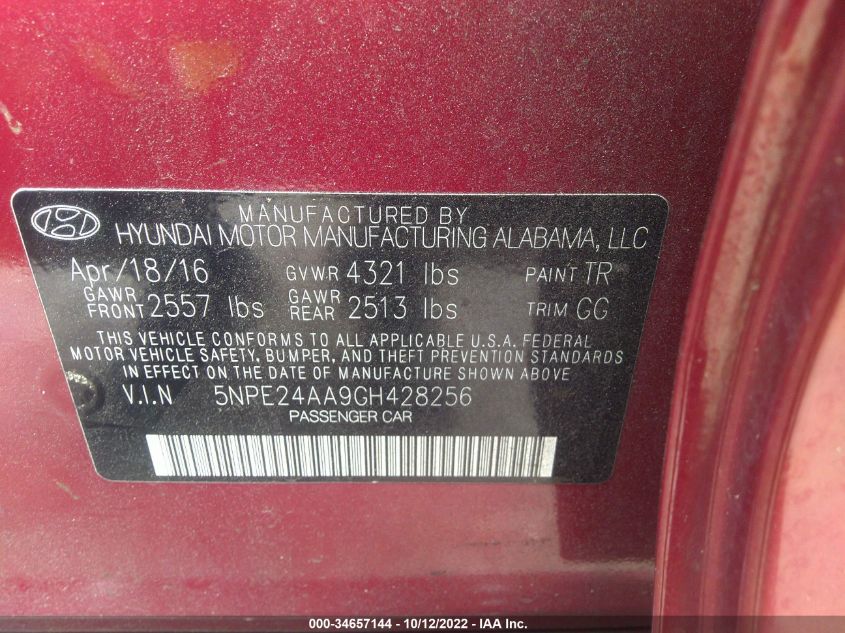 MANUFACTURED BY
HYUNDAI MOTOR MANUFACTURING ALABAMA, LLC
Apr/18/16 GVWR 4321 lbs PAINT TR
GAWR FRONT 2557 lbs GAWR REAR 2513 lbs TRIM GG
THIS VEHICLE CONFORMS TO ALL APPLICABLE U.S.A. FEDERAL
MOTOR VEHICLE SAFETY, BUMPER, AND THEFT PREVENTION STANDARDS
IN EFFECT ON THE DATE OF MANUFACTURE SHOWN ABOVE
V.I.N 5NPE24AA9GH428256
PASSENGER CAR
000-34657144 | 10/12/2022 - IAA Inc.